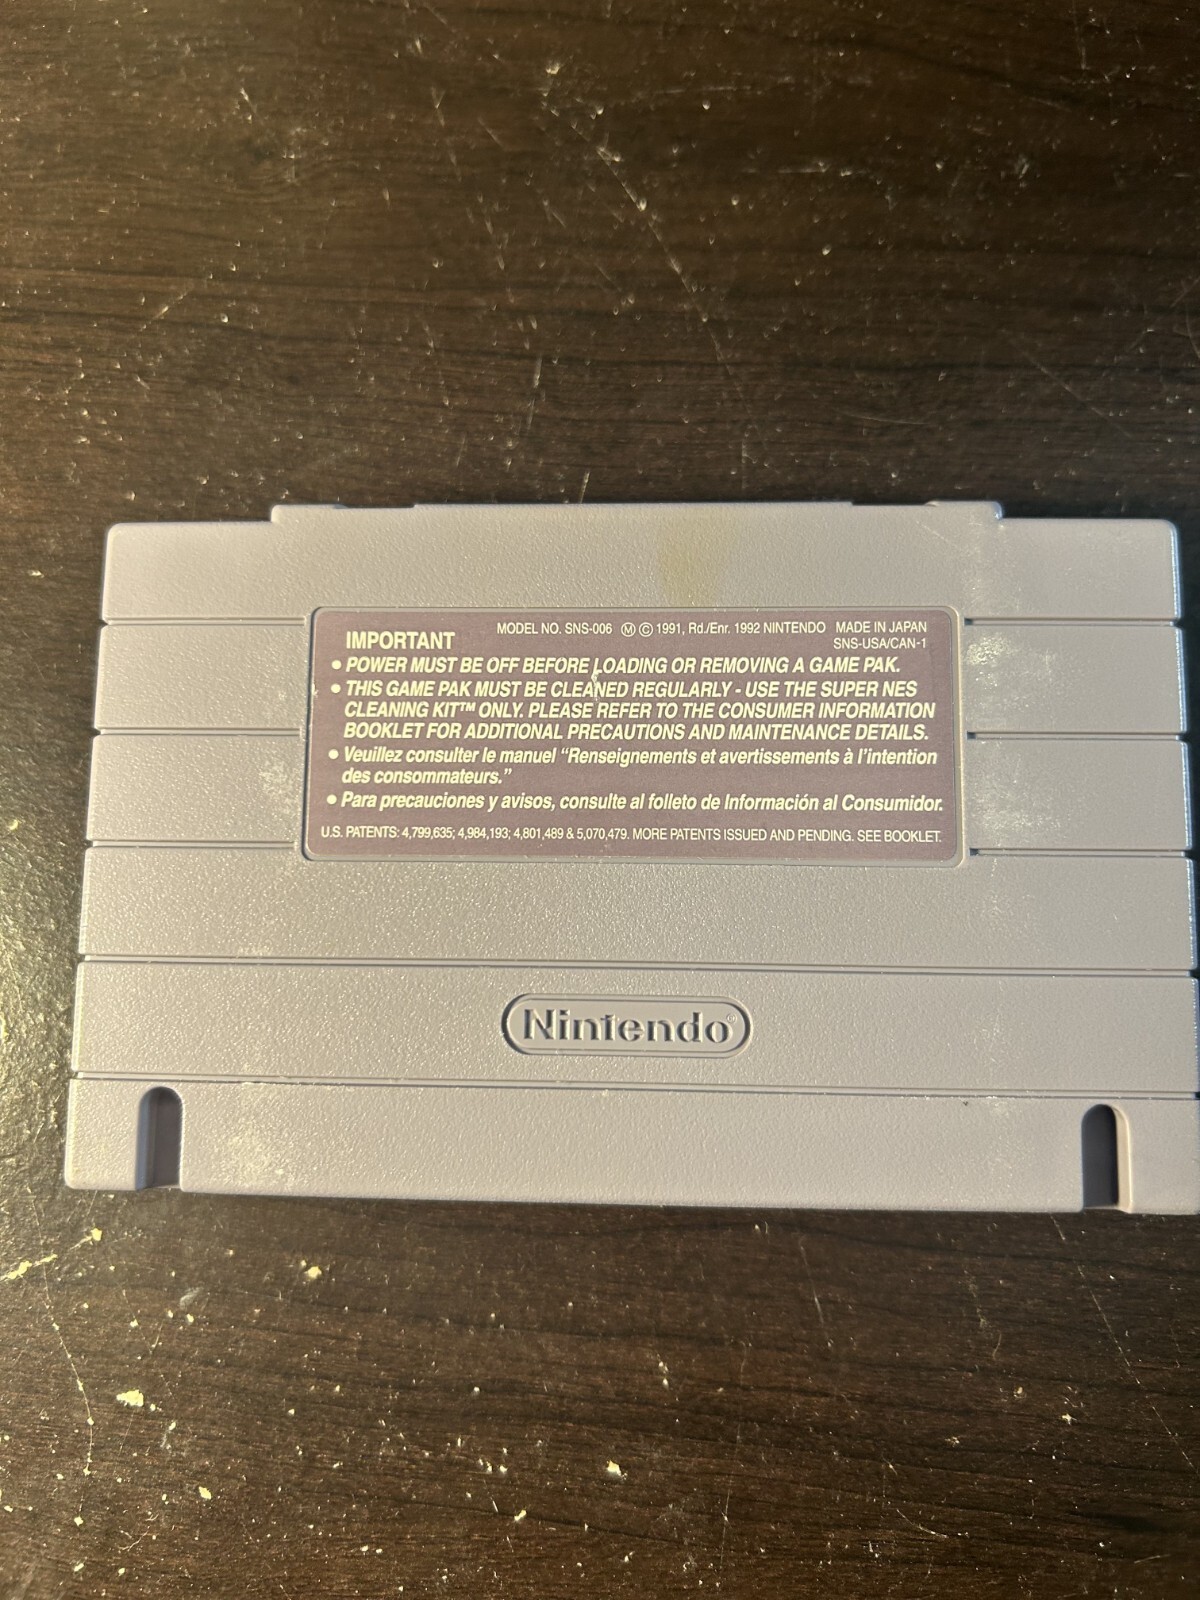 IMPORTANT
MODEL NO. SNS-006 Ⓜ © 1991, Rd./Enr. 1992 NINTENDO MADE IN JAPAN
SNS-USA/CAN-1
• POWER MUST BE OFF BEFORE LOADING OR REMOVING A GAME PAK.
• THIS GAME PAK MUST BE CLEANED REGULARLY - USE THE SUPER NES
CLEANING KIT™ ONLY. PLEASE REFER TO THE CONSUMER INFORMATION
BOOKLET FOR ADDITIONAL PRECAUTIONS AND MAINTENANCE DETAILS.
• Veuillez consulter le manuel “Renseignements et avertissements à l’intention
des consommateurs.”
• Para precauciones y avisos, consulte al folleto de Información al Consumidor.
U.S. PATENTS: 4,799,635; 4,984,193; 4,801,489 & 5,070,479. MORE PATENTS ISSUED AND PENDING. SEE BOOKLET.
Nintendo®